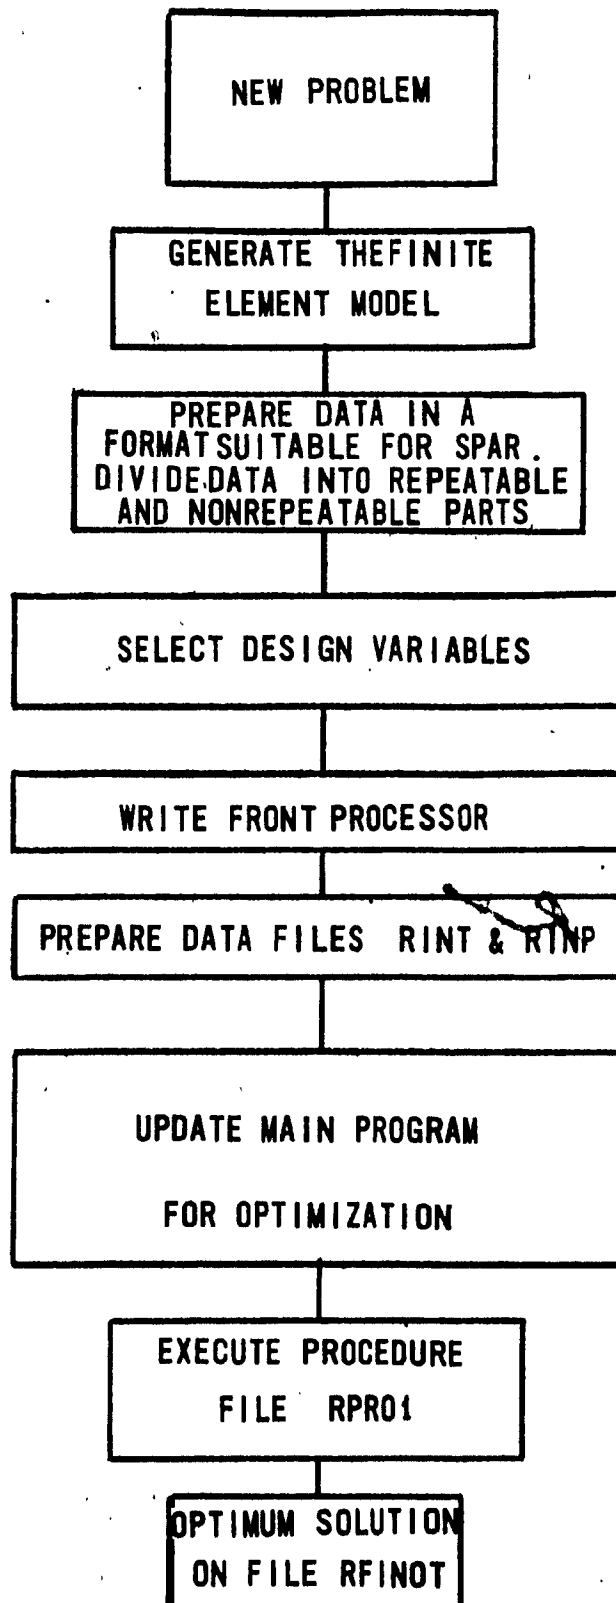 NEW PROBLEM
GENERATE THEFINITE
ELEMENT MODEL
PREPARE DATA IN A
FORMAT SUITABLE FOR SPAR.
DIVIDE DATA INTO REPEATABLE
AND NONREPEATABLE PARTS
SELECT DESIGN VARIABLES
WRITE FRONT PROCESSOR
PREPARE DATA FILES RINT & RINP
UPDATE MAIN PROGRAM
FOR OPTIMIZATION
EXECUTE PROCEDURE
FILE RPRO1
OPTIMUM SOLUTION
ON FILE RFINOT